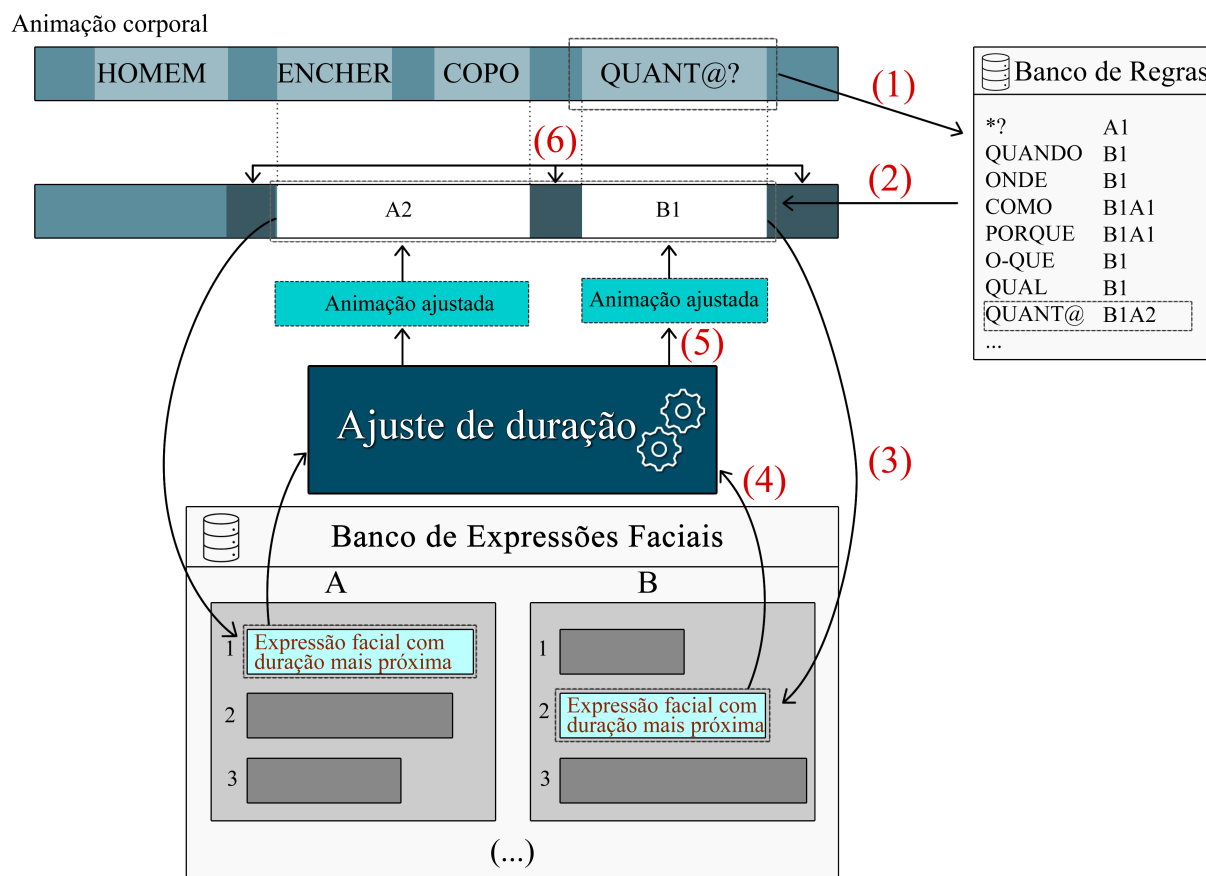 Animação corporal
HOMEM ENCHER COPO QUANT@?
(1)
Banco de Regras
*? A1
QUANDO B1
ONDE B1
COMO B1A1
PORQUE B1A1
O-QUE B1
QUAL B1
QUANT@ B1A2
...
(6)
(2)
A2 B1
Animação ajustada Animação ajustada
(5)
Ajuste de duração
(3)
(4)
Banco de Expressões Faciais
A B
1 Expressão facial com
duração mais próxima
2
3
1
2 Expressão facial com
duração mais próxima
3
(...)